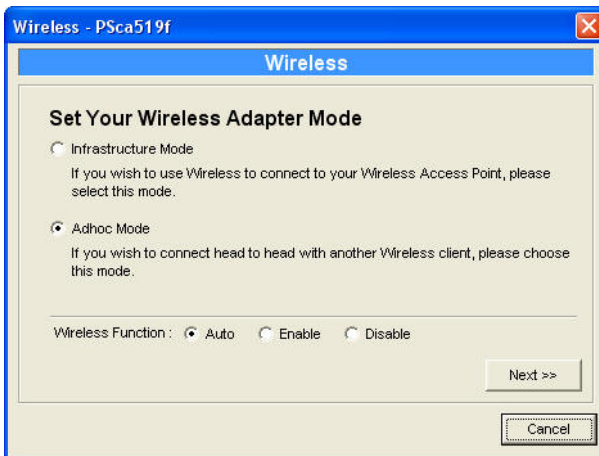 Wireless - PSca519f
Wireless
Set Your Wireless Adapter Mode
Infrastructure Mode
If you wish to use Wireless to connect to your Wireless Access Point, please
select this mode.
Adhoc Mode
If you wish to connect head to head with another Wireless client, please choose
this mode.
Wireless Function : Auto Enable Disable
Next >>
Cancel